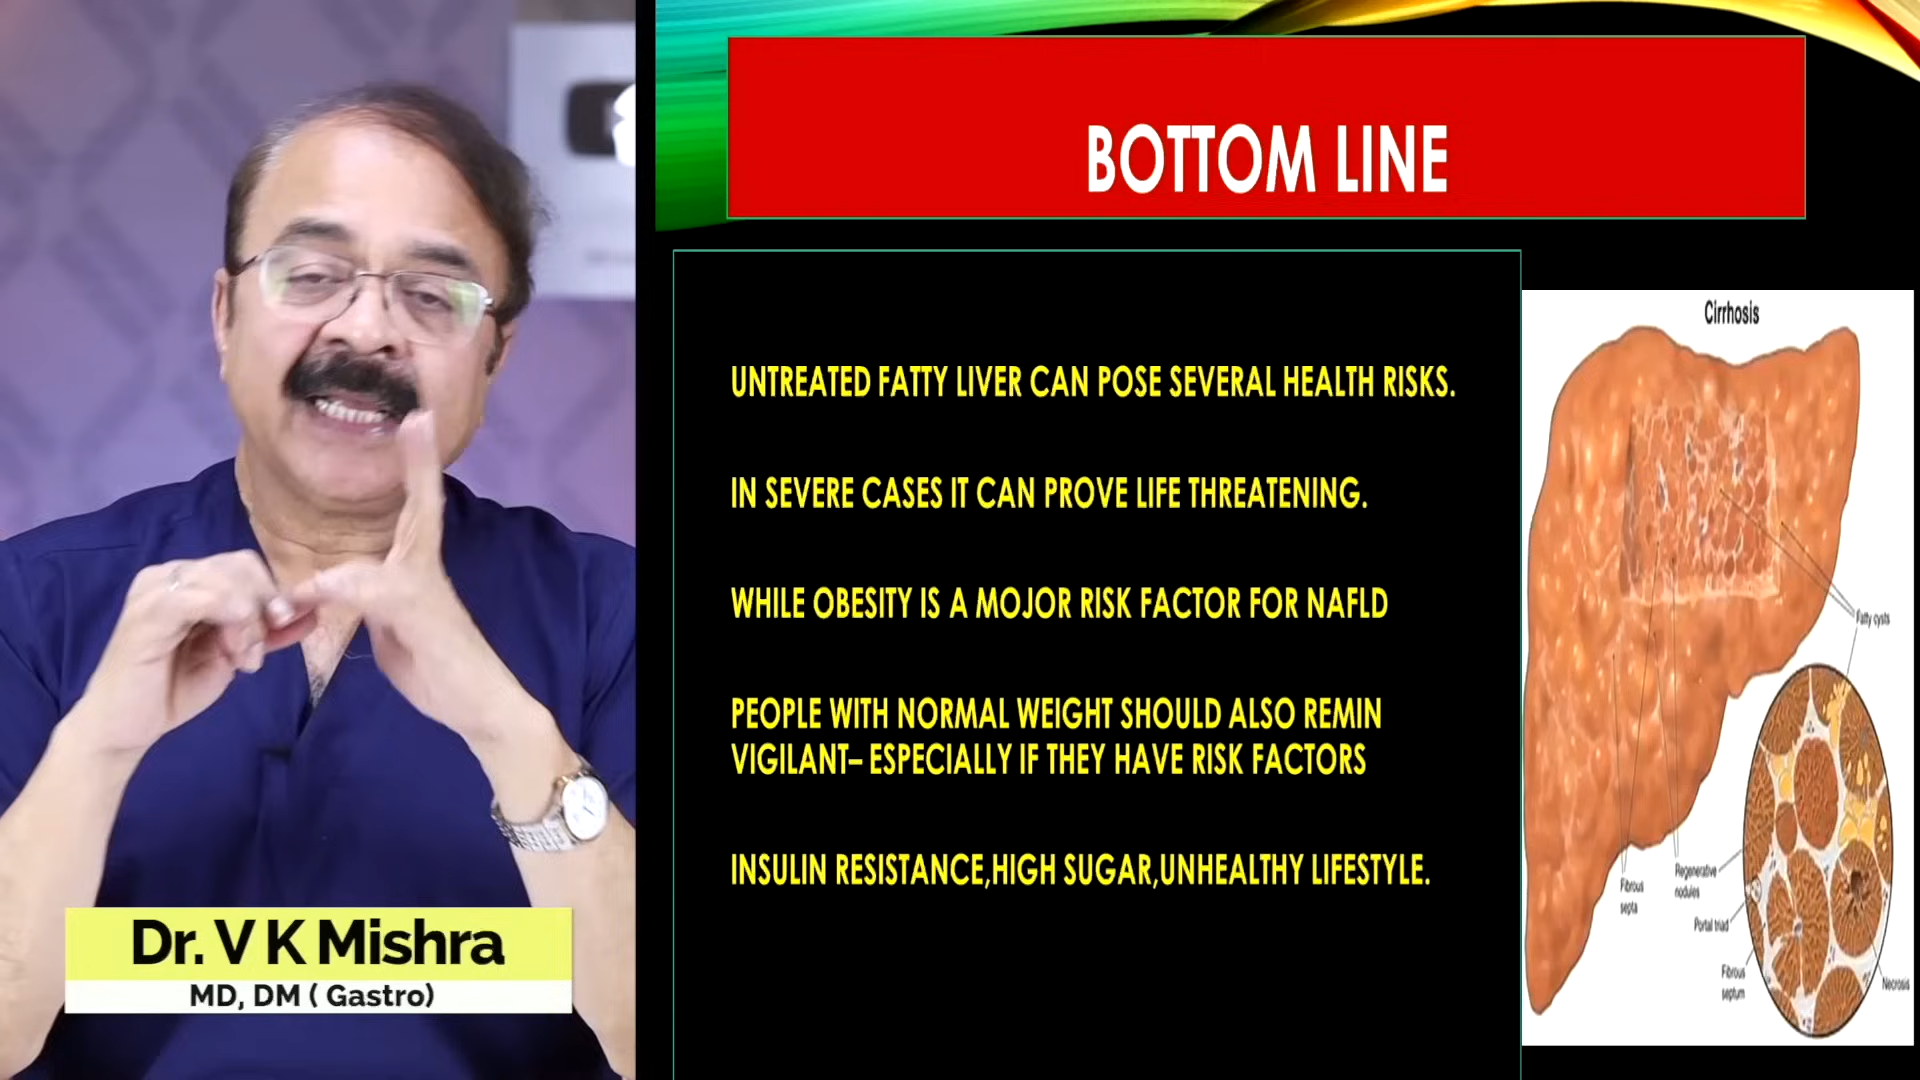 BOTTOM LINE
UNTREATED FATTY LIVER CAN POSE SEVERAL HEALTH RISKS.
IN SEVERE CASES IT CAN PROVE LIFE THREATENING.
WHILE OBESITY IS A MOJOR RISK FACTOR FOR NAFLD
PEOPLE WITH NORMAL WEIGHT SHOULD ALSO REMIN
VIGILANT– ESPECIALLY IF THEY HAVE RISK FACTORS
INSULIN RESISTANCE,HIGH SUGAR,UNHEALTHY LIFESTYLE.
Cirrhosis
Fatty cysts
Regenerative
nodules
Fibrous
septa
Portal triad
Fibrous
septum
Necrosis
Dr. V K Mishra
MD, DM ( Gastro)